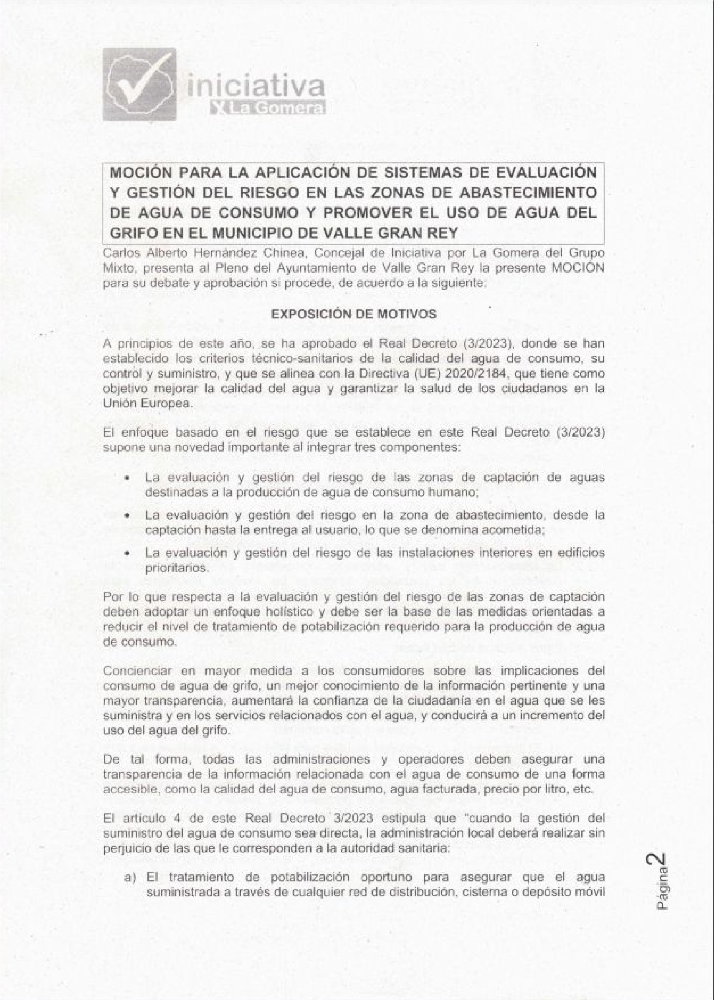 iniciativa
X La Gomera
MOCIÓN PARA LA APLICACIÓN DE SISTEMAS DE EVALUACIÓN
Y GESTIÓN DEL RIESGO EN LAS ZONAS DE ABASTECIMIENTO
DE AGUA DE CONSUMO Y PROMOVER EL USO DE AGUA DEL
GRIFO EN EL MUNICIPIO DE VALLE GRAN REY
Carlos Alberto Hernández Chinea, Concejal de Iniciativa por La Gomera del Grupo
Mixto, presenta al Pleno del Ayuntamiento de Valle Gran Rey la presente MOCIÓN
para su debate y aprobación si procede, de acuerdo a la siguiente:
EXPOSICIÓN DE MOTIVOS
A principios de este año, se ha aprobado el Real Decreto (3/2023), donde se han
establecido los criterios técnico-sanitarios de la calidad del agua de consumo, su
control y suministro, y que se alinea con la Directiva (UE) 2020/2184, que tiene como
objetivo mejorar la calidad del agua y garantizar la salud de los ciudadanos en la
Unión Europea.
El enfoque basado en el riesgo que se establece en este Real Decreto (3/2023)
supone una novedad importante al integrar tres componentes:
• La evaluación y gestión del riesgo de las zonas de captación de aguas
destinadas a la producción de agua de consumo humano;
• La evaluación y gestión del riesgo en la zona de abastecimiento, desde la
captación hasta la entrega al usuario, lo que se denomina acometida;
• La evaluación y gestión del riesgo de las instalaciones interiores en edificios
prioritarios.
Por lo que respecta a la evaluación y gestión del riesgo de las zonas de captación
deben adoptar un enfoque holístico y debe ser la base de las medidas orientadas a
reducir el nivel de tratamiento de potabilización requerido para la producción de agua
de consumo.
Concienciar en mayor medida a los consumidores sobre las implicaciones del
consumo de agua de grifo, un mejor conocimiento de la información pertinente y una
mayor transparencia, aumentará la confianza de la ciudadanía en el agua que se les
suministra y en los servicios relacionados con el agua, y conducirá a un incremento del
uso del agua del grifo.
De tal forma, todas las administraciones y operadores deben asegurar una
transparencia de la información relacionada con el agua de consumo de una forma
accesible, como la calidad del agua de consumo, agua facturada, precio por litro, etc.
El artículo 4 de este Real Decreto 3/2023 estipula que "cuando la gestión del
suministro del agua de consumo sea directa, la administración local deberá realizar sin
perjuicio de las que le corresponden a la autoridad sanitaria:
a) El tratamiento de potabilización oportuno para asegurar que el agua
suministrada a través de cualquier red de distribución, cisterna o depósito móvil
Página2